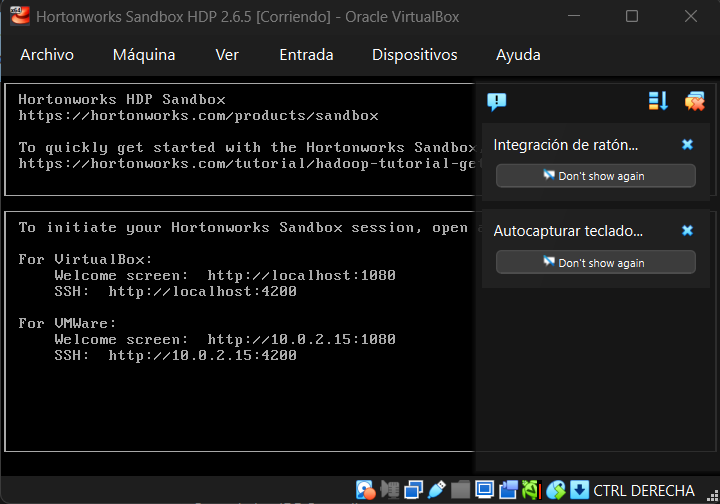 Hortonworks Sandbox HDP 2.6.5 [Corriendo] - Oracle VirtualBox
Archivo Máquina Ver Entrada Dispositivos Ayuda
Hortonworks HDP Sandbox
https://hortonworks.com/products/sandbox
To quickly get started with the Hortonworks Sandbox,
https://hortonworks.com/tutorial/hadoop-tutorial-get
Integración de ratón...
Don't show again
Autocapturar teclado...
Don't show again
To initiate your Hortonworks Sandbox session, open
For VirtualBox:
Welcome screen: http://localhost:1080
SSH: http://localhost:4200
For VMWare:
Welcome screen: http://10.0.2.15:1080
SSH: http://10.0.2.15:4200
CTRL DERECHA